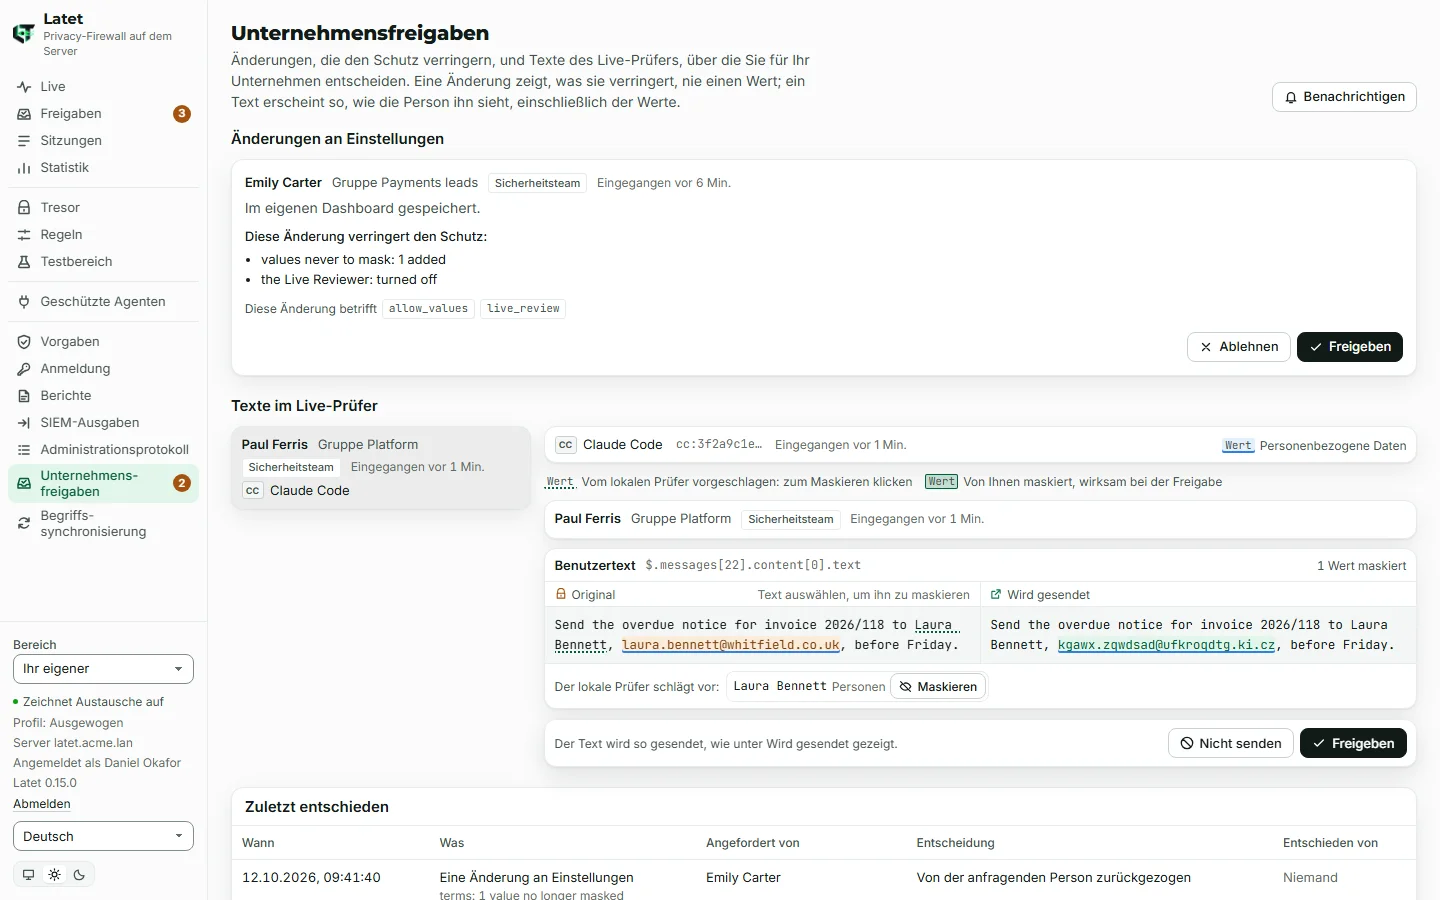 Latet
Privacy-Firewall auf dem
Server
Live
Freigaben
3
Sitzungen
Statistik
Tresor
Regeln
Testbereich
Geschützte Agenten
Vorgaben
Anmeldung
Berichte
SIEM-Ausgaben
Administrationsprotokoll
Unternehmens-
freigaben
2
Begriffs-
synchronisierung
Bereich
Ihr eigener
Zeichnet Austausche auf
Profil: Ausgewogen
Server latet.acme.lan
Angemeldet als Daniel Okafor
Latet 0.15.0
Abmelden
Deutsch
Unternehmensfreigaben
Änderungen, die den Schutz verringern, und Texte des Live-Prüfers, über die Sie für Ihr
Unternehmen entscheiden. Eine Änderung zeigt, was sie verringert, nie einen Wert; ein
Text erscheint so, wie die Person ihn sieht, einschließlich der Werte.
Benachrichtigen
Änderungen an Einstellungen
Emily Carter Gruppe Payments leads Sicherheitsteam Eingegangen vor 6 Min.
Im eigenen Dashboard gespeichert.
Diese Änderung verringert den Schutz:
• values never to mask: 1 added
• the Live Reviewer: turned off
Diese Änderung betrifft allow_values live_review
Ablehnen
Freigeben
Texte im Live-Prüfer
Paul Ferris Gruppe Platform
Sicherheitsteam Eingegangen vor 1 Min.
CC Claude Code
CC Claude Code cc:3f2a9c1e… Eingegangen vor 1 Min.
Wert Personenbezogene Daten
Wert Vom lokalen Prüfer vorgeschlagen: zum Maskieren klicken Wert Von Ihnen maskiert, wirksam bei der Freigabe
Paul Ferris Gruppe Platform Sicherheitsteam Eingegangen vor 1 Min.
Benutzertext $.messages[22].content[0].text
1 Wert maskiert
Original
Text auswählen, um ihn zu maskieren
Send the overdue notice for invoice 2026/118 to Laura
Bennett, laura.bennett@whitfield.co.uk, before Friday.
Wird gesendet
Send the overdue notice for invoice 2026/118 to Laura
Bennett, kgawx.zqwdsad@ufkroqdtg.ki.cz, before Friday.
Der lokale Prüfer schlägt vor: Laura Bennett Personen Maskieren
Der Text wird so gesendet, wie unter Wird gesendet gezeigt.
Nicht senden
Freigeben
Zuletzt entschieden
Wann Was Angefordert von Entscheidung Entschieden von
12.10.2026, 09:41:40 Eine Änderung an Einstellungen Emily Carter Von der anfragenden Person zurückgezogen Niemand
terms: 1 value no longer masked